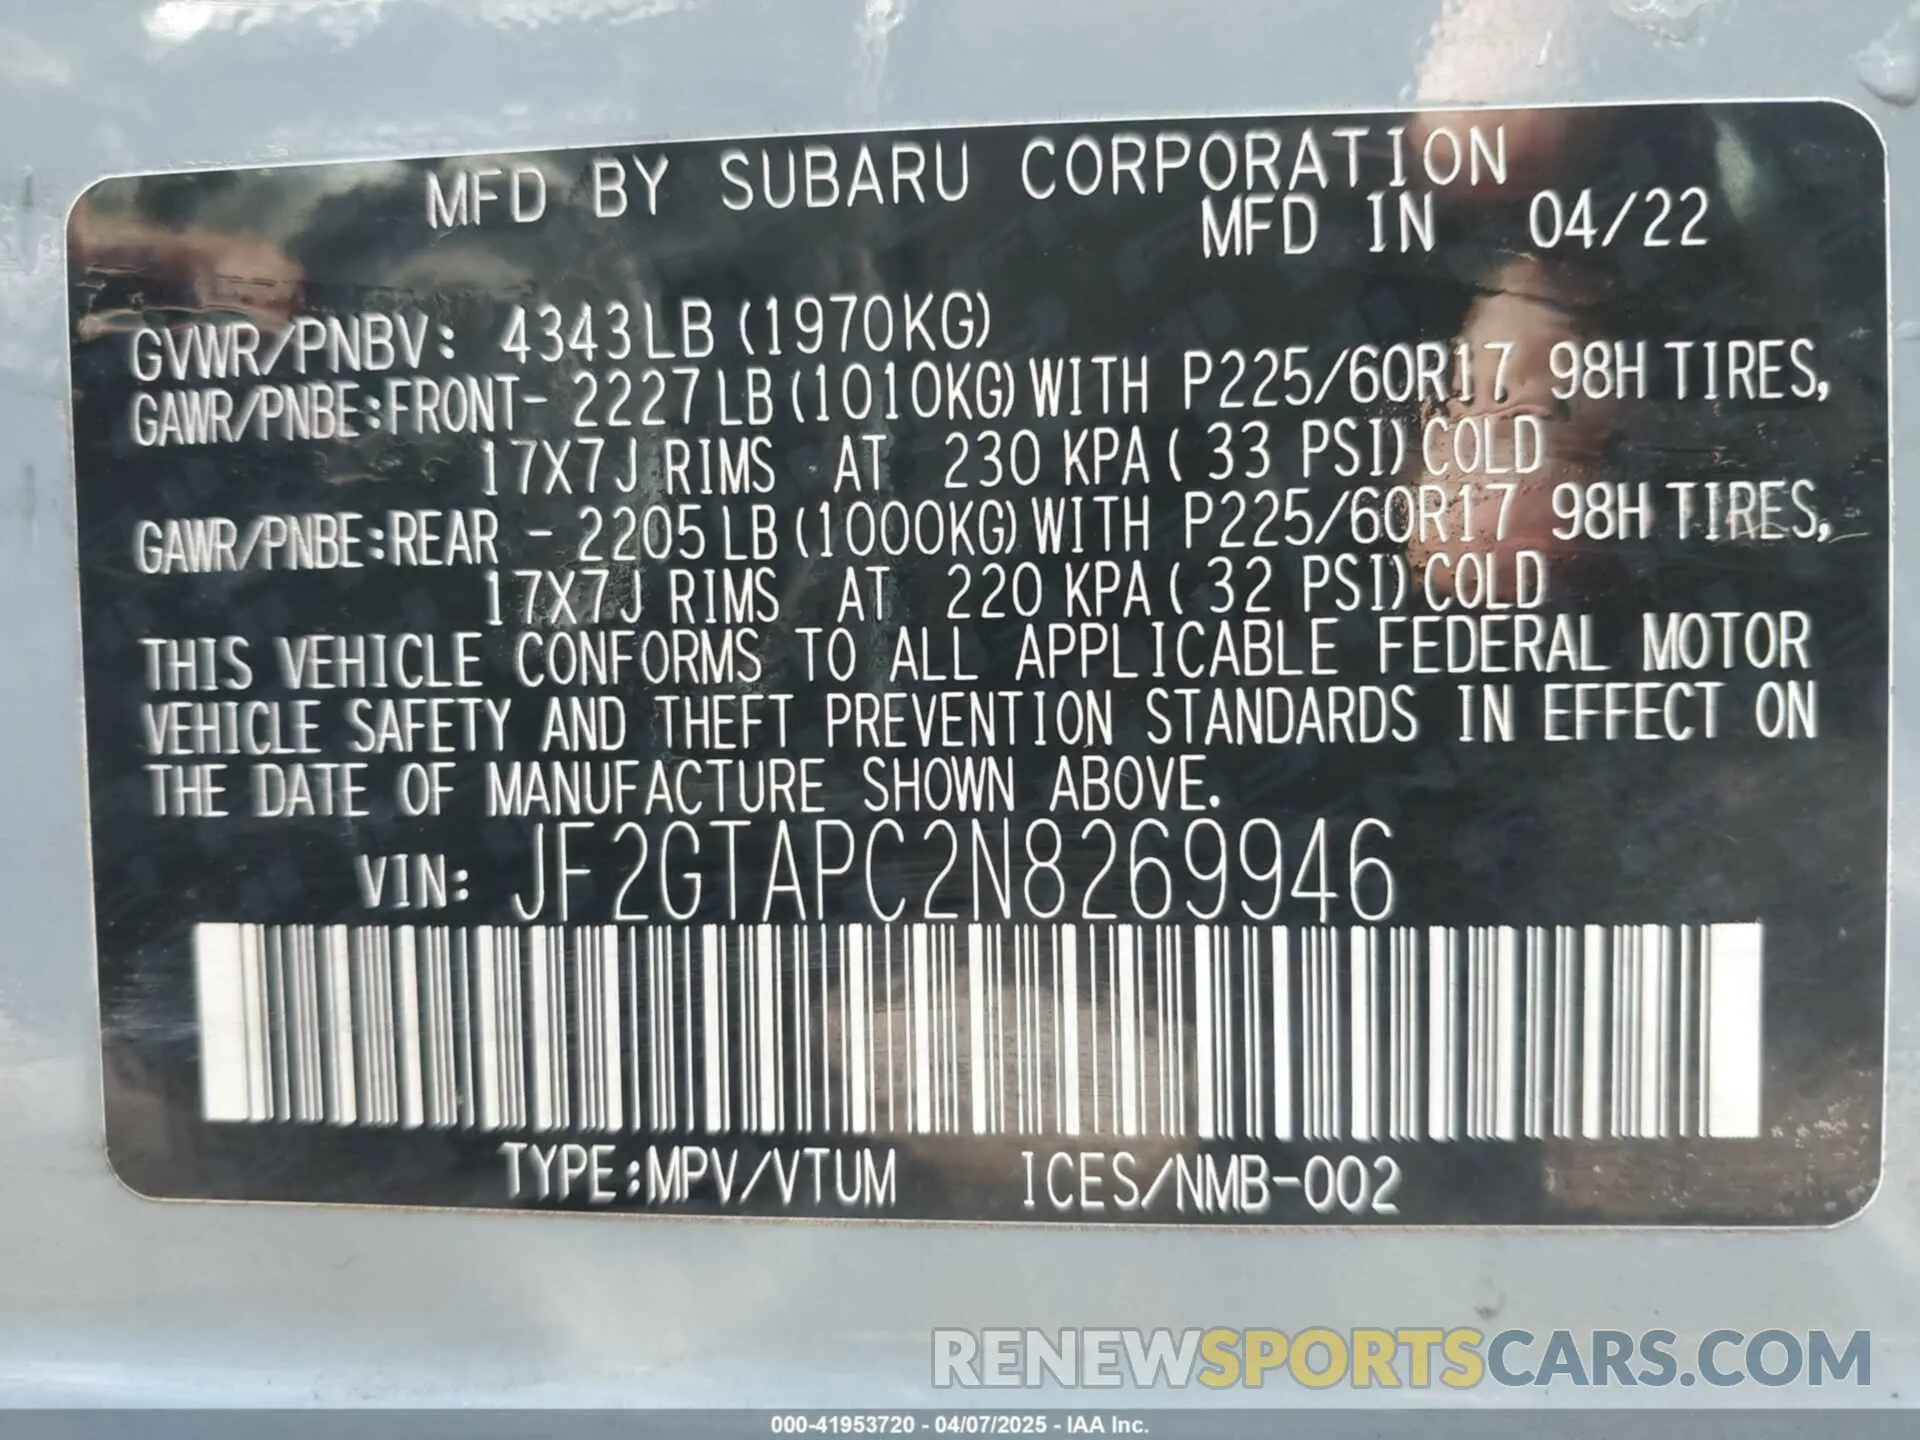 MFD BY SUBARU CORPORATION
MFD IN 04/22
GVWR/PNBV: 4343LB (1970KG)
GAWR/PNBE:FRONT- 2227LB (1010KG) WITH P225/60R17 98H TIRES,
17X7J RIMS AT 230 KPA ( 33 PSI) COLD
GAWR/PNBE:REAR - 2205LB (1000KG) WITH P225/60R17 98H TIRES,
17X7J RIMS AT 220 KPA ( 32 PSI) COLD
THIS VEHICLE CONFORMS TO ALL APPLICABLE FEDERAL MOTOR
VEHICLE SAFETY AND THEFT PREVENTION STANDARDS IN EFFECT ON
THE DATE OF MANUFACTURE SHOWN ABOVE.
VIN: JF2GTAPC2N8269946
TYPE:MPV/VTUM ICES/NMB-002
RENEWSPORTSCARS.COM
000-41953720 - 04/07/2025 - IAA Inc.